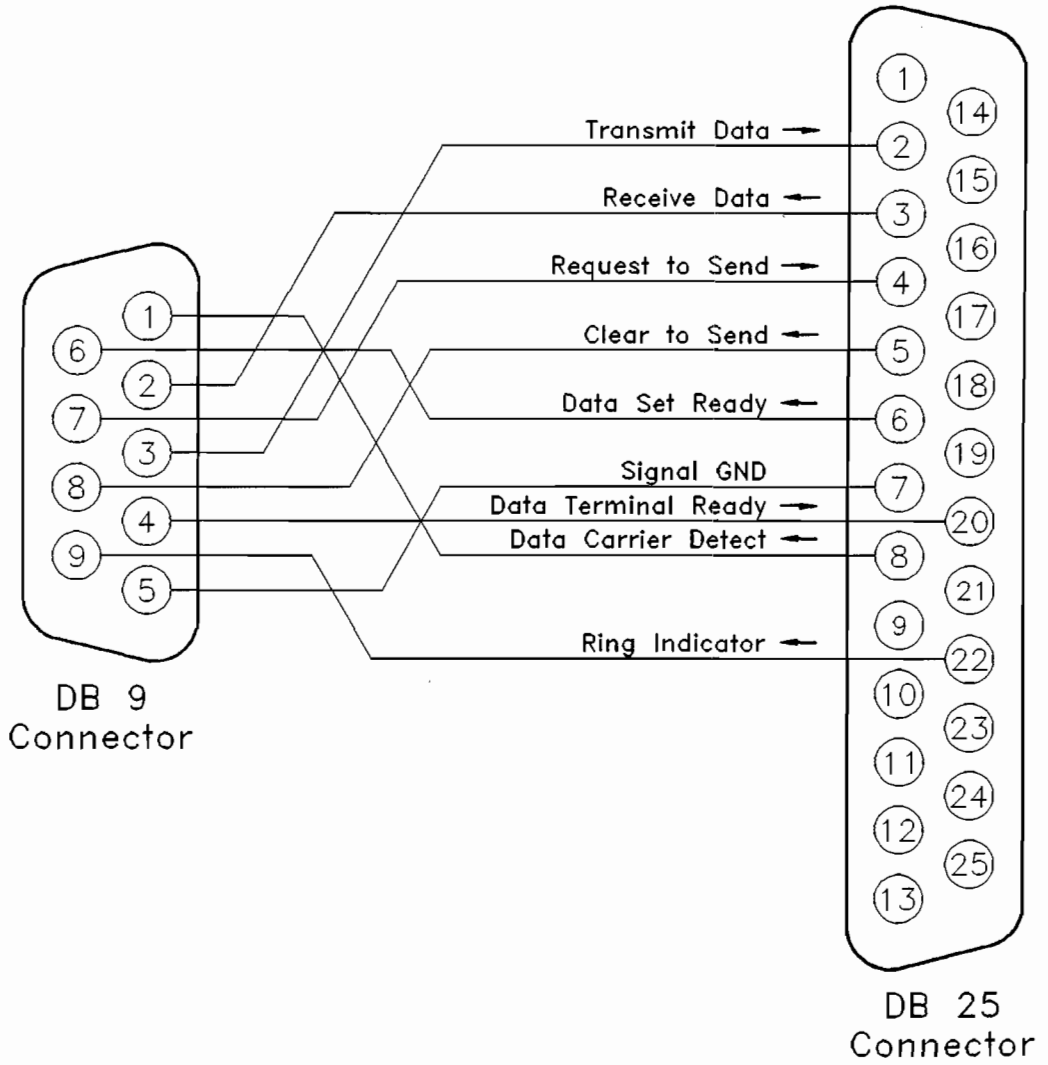 1
14
Transmit Data →
2
15
Receive Data ←
3
16
Request to Send →
4
17
1
6
Clear to Send ←
5
2
18
7
Data Set Ready ←
6
3
19
8
Signal GND
7
4
Data Terminal Ready →
20
9
Data Carrier Detect ←
8
5
21
9
Ring Indicator ←
22
10
DB 9
Connector
23
11
24
12
25
13
DB 25
Connector